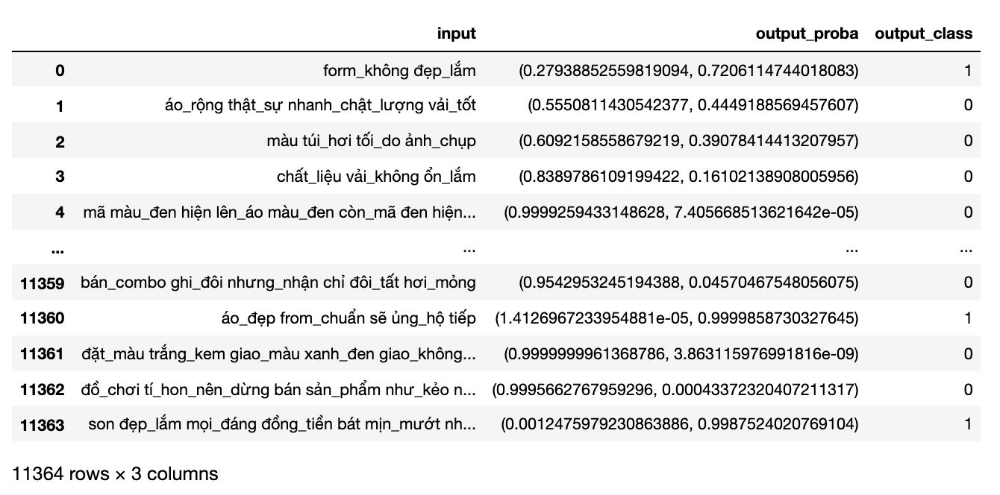 input output_proba output_class
0 form_không đẹp_lắm (0.27938852559819094, 0.7206114744018083) 1
1 áo_rộng thật_sự nhanh_chật_lượng vải_tốt (0.5550811430542377, 0.4449188569457607) 0
2 màu túi_hơi tối_do ảnh_chụp (0.6092158558679219, 0.39078414413207957) 0
3 chất_liệu vải_không ổn_lắm (0.8389786109199422, 0.16102138908005956) 0
4 mã màu_đen hiện lên_áo màu_đen còn_mã đen hiện... (0.9999259433148628, 7.405668513621642e-05) 0
... ... ... ...
11359 bán_combo ghi_đôi nhưng_nhận chỉ đôi_tất hơi_mỏng (0.9542953245194388, 0.04570467548056075) 0
11360 áo_đẹp from_chuẩn sẽ ủng_hộ tiếp (1.4126967233954881e-05, 0.9999858730327645) 1
11361 đặt_màu trắng_kem giao_màu xanh_đen giao_không... (0.9999999961368786, 3.863115976991816e-09) 0
11362 đồ_chơi tí_hon_nên_dừng bán sản_phẩm như_kẻo n... (0.9995662767959296, 0.00043372320407211317) 0
11363 son đẹp_lắm mọi_đáng đồng_tiền bát mịn_mướt nh... (0.0012475979230863886, 0.9987524020769104) 1
11364 rows × 3 columns